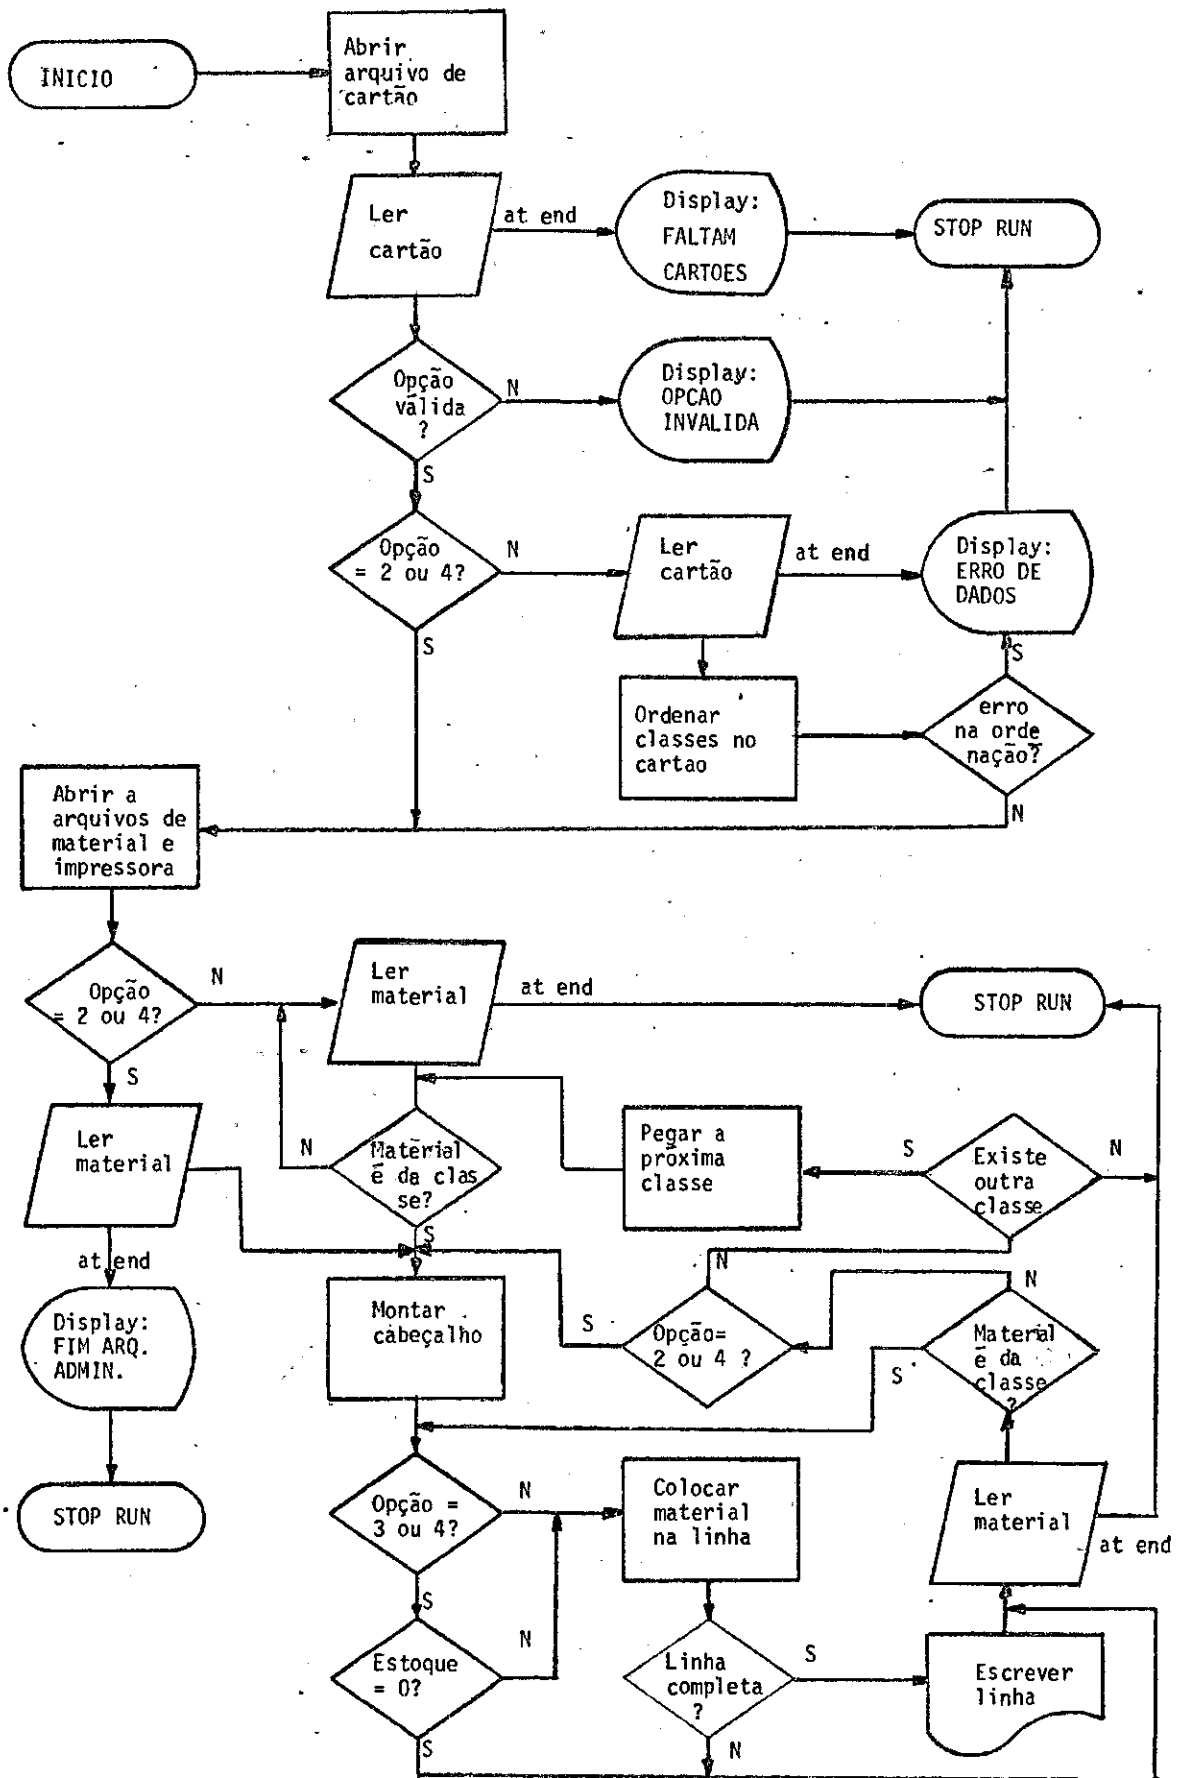 INICIO
Abrir
arquivo de
cartão
Ler
cartão
at end
Display:
FALTAM
CARTOES
STOP RUN
Opção
válida
?
N
Display:
OPCAO
INVALIDA
S
Opção
= 2 ou 4?
N
Ler
cartão
at end
Display:
ERRO DE
DADOS
S
S
Ordenar
classes no
cartao
erro
na orde
nação?
N
Abrir a
arquivos de
material e
impressora
Opção
= 2 ou 4?
N
Ler
material
at end
STOP RUN
S
Ler
material
N
Material
é da clas
se?
Pegar a
próxima
classe
S
Existe
outra
classe
N
S
at end
Display:
FIM ARQ.
ADMIN.
Montar
cabeçalho
S
N
Opção=
2 ou 4 ?
N
Material
é da
classe
?
S
STOP RUN
Opção =
3 ou 4?
N
Colocar
material
na linha
Ler
material
at end
S
Estoque
= 0?
N
Linha
completa
?
S
Escrever
linha
S
N